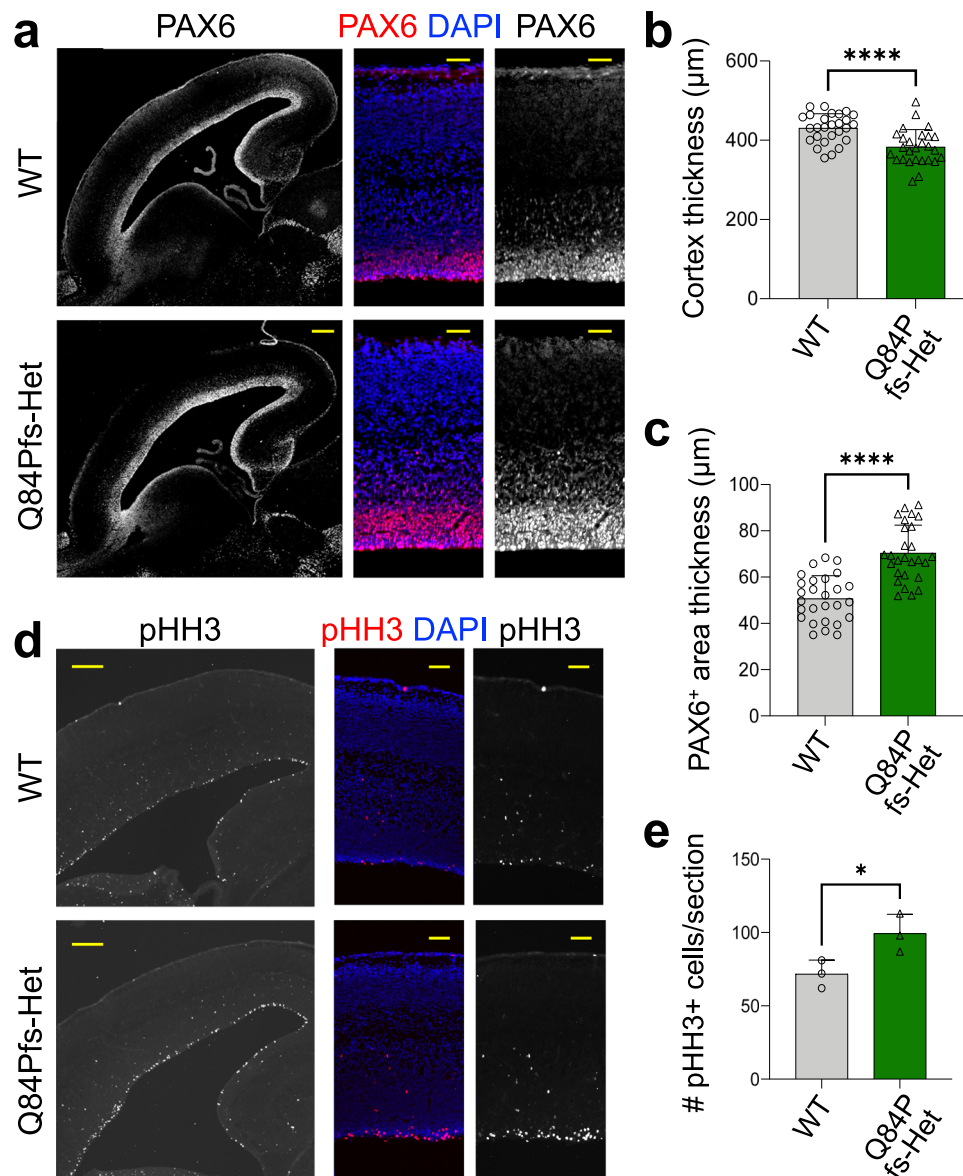 a
PAX6
PAX6 DAPI
PAX6
WT
Q84Pfs-Het
b
Cortex thickness (μm)
600
400
200
0
****
WT
Q84P
fs-Het
c
PAX6⁺ area thickness (μm)
100
80
60
40
20
0
****
WT
Q84P
fs-Het
d
pHH3
pHH3 DAPI
pHH3
WT
Q84Pfs-Het
e
# pHH3+ cells/section
150
100
50
0
*
WT
Q84P
fs-Het